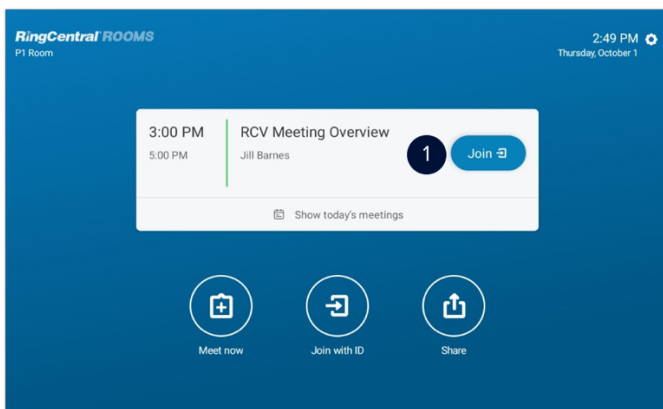 RingCentral ROOMS
P1 Room
2:49 PM
Thursday, October 1
3:00 PM
5:00 PM
RCV Meeting Overview
Jill Barnes
1
Join
Show today's meetings
Meet now
Join with ID
Share